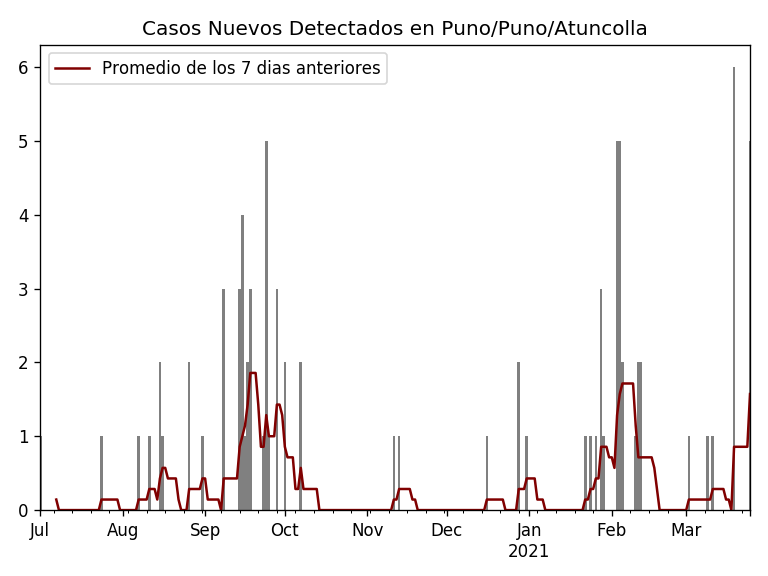 Casos Nuevos Detectados en Puno/Puno/Atuncolla
Promedio de los 7 dias anteriores
6
5
4
3
2
1
0
Jul Aug Sep Oct Nov Dec Jan Feb Mar
2021